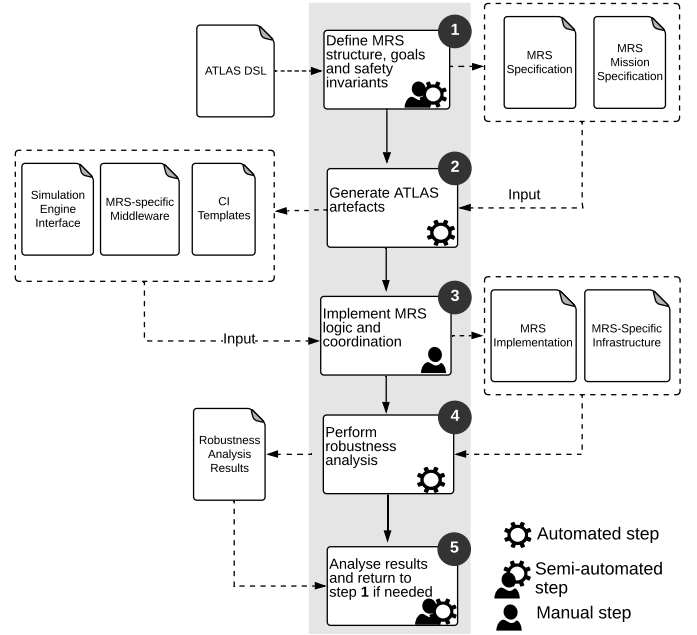 ATLAS DSL
1
Define MRS
structure, goals
and safety
invariants
MRS
Specification
MRS
Mission
Specification
2
Generate ATLAS
artefacts
Input
Simulation
Engine
Interface
MRS-specific
Middleware
CI
Templates
3
Implement MRS
logic and
coordination
Input
MRS
Implementation
MRS-Specific
Infrastructure
4
Perform
robustness
analysis
Robustness
Analysis
Results
5
Analyse results
and return to
step 1 if needed
Automated step
Semi-automated
step
Manual step